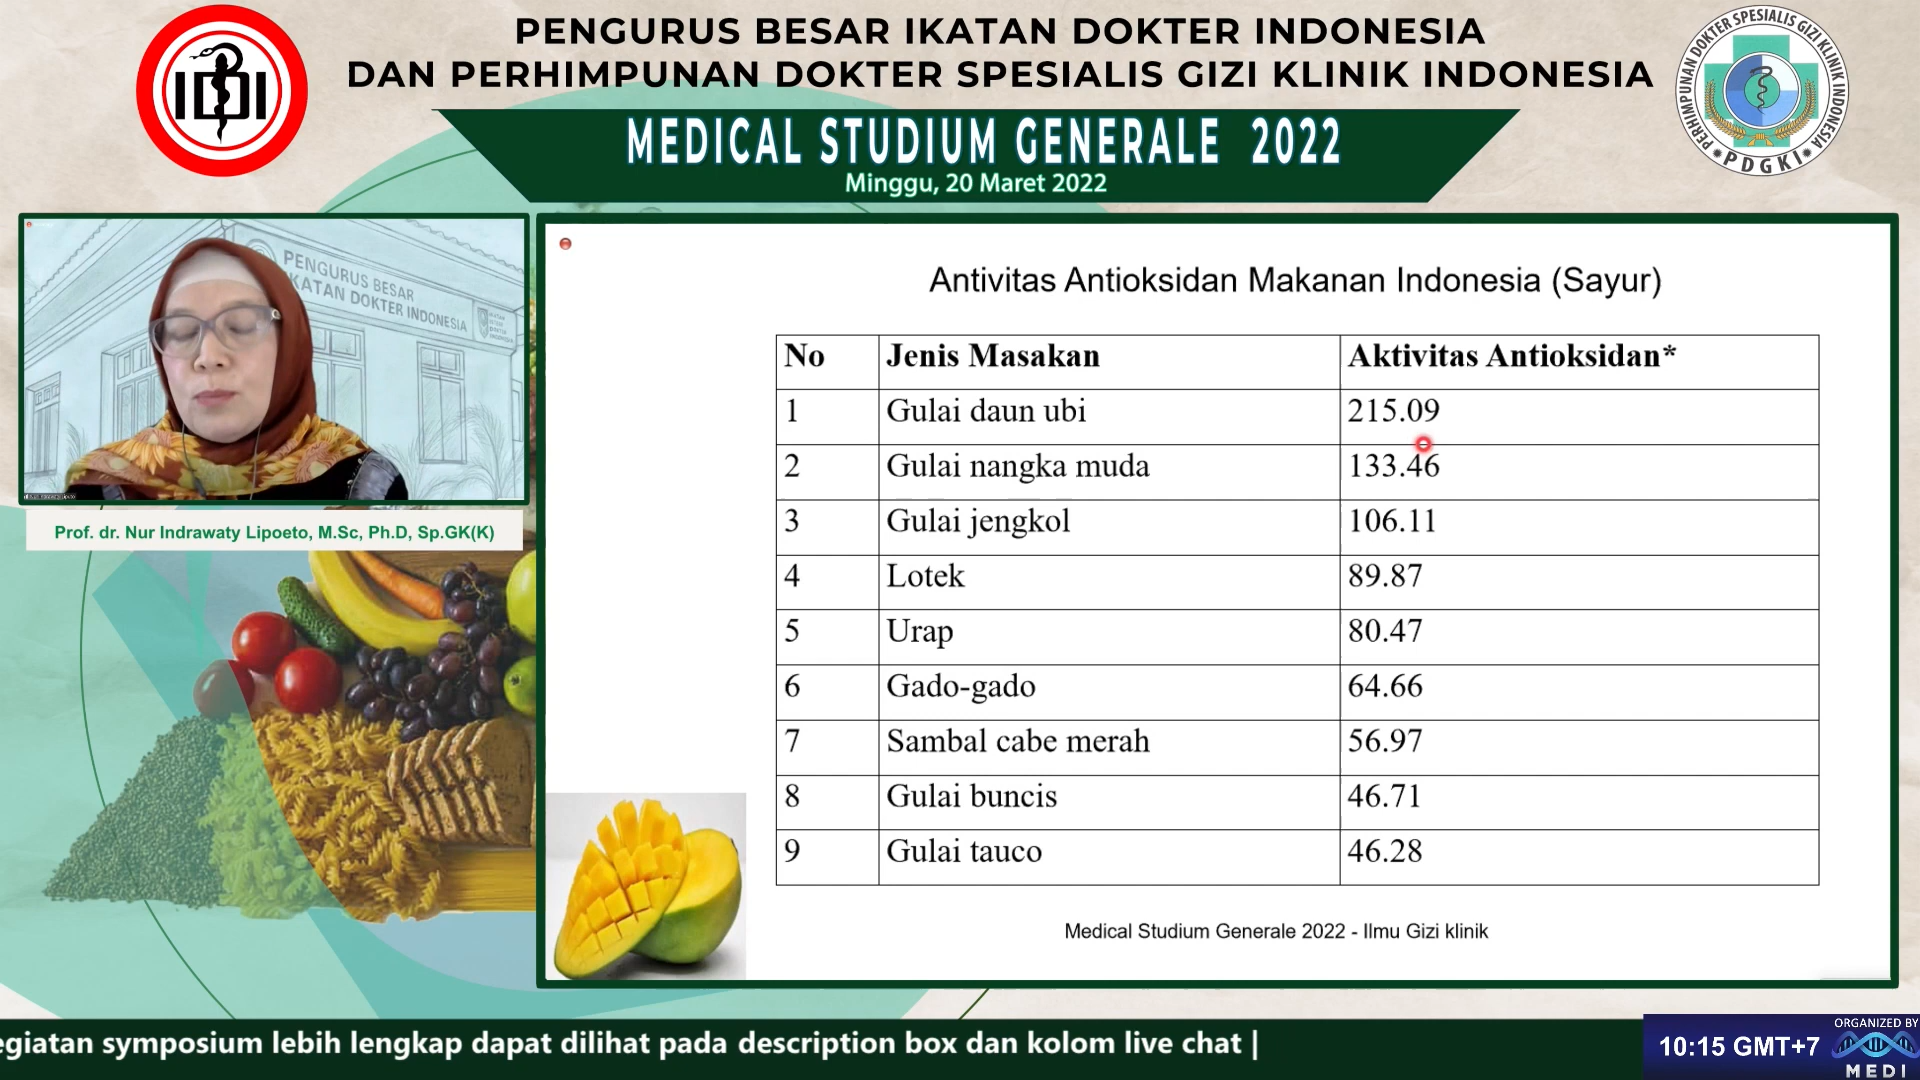 PENGURUS BESAR IKATAN DOKTER INDONESIA
DAN PERHIMPUNAN DOKTER SPESIALIS GIZI KLINIK INDONESIA
IDI
PERHIMPUNAN DOKTER SPESIALIS GIZI KLINIK INDONESIA
PDGKI
MEDICAL STUDIUM GENERALE 2022
Minggu, 20 Maret 2022
PENGURUS BESAR
IKATAN DOKTER INDONESIA
Prof. dr. Nur Indrawaty Lipoeto, M.Sc, Ph.D, Sp.GK(K)
Antivitas Antioksidan Makanan Indonesia (Sayur)
No Jenis Masakan Aktivitas Antioksidan*
1 Gulai daun ubi 215.09
2 Gulai nangka muda 133.46
3 Gulai jengkol 106.11
4 Lotek 89.87
5 Urap 80.47
6 Gado-gado 64.66
7 Sambal cabe merah 56.97
8 Gulai buncis 46.71
9 Gulai tauco 46.28
Medical Studium Generale 2022 - Ilmu Gizi klinik
egiatan symposium lebih lengkap dapat dilihat pada description box dan kolom live chat |
10:15 GMT+7
ORGANIZED BY
MEDI